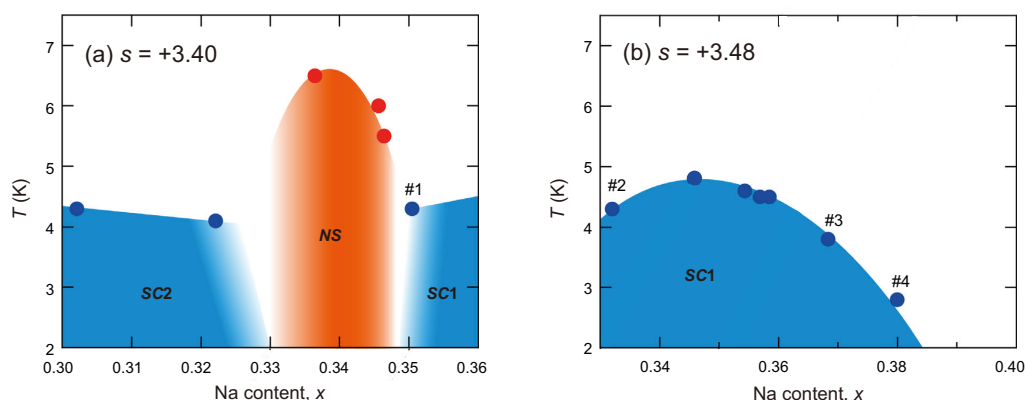 (a) s = +3.40
7
6
5
4
3
2
T (K)
#1
NS
SC2
SC1
0.30
0.31
0.32
0.33
0.34
0.35
0.36
Na content, x
(b) s = +3.48
7
6
5
4
3
2
T (K)
#2
#3
#4
SC1
0.34
0.36
0.38
0.40
Na content, x